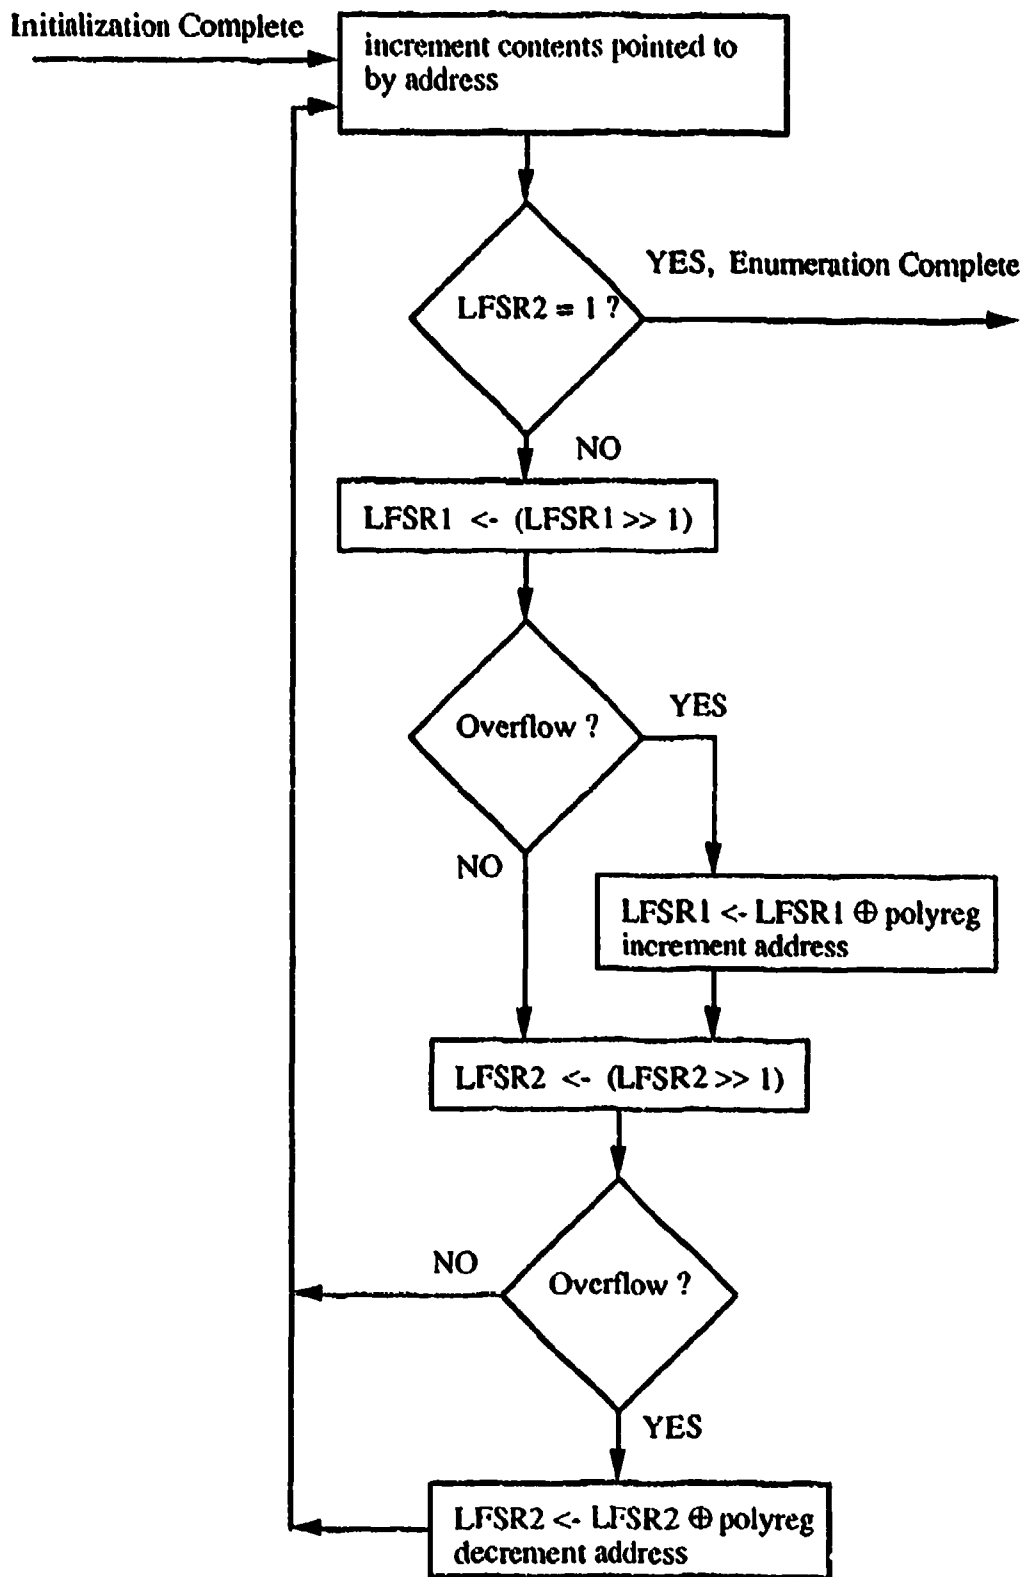 Initialization Complete
increment contents pointed to
by address
LFSR2 = 1 ?
YES, Enumeration Complete
NO
LFSR1 <- (LFSR1 >> 1)
Overflow ?
YES
NO
LFSR1 <- LFSR1 ⊕ polyreg
increment address
LFSR2 <- (LFSR2 >> 1)
NO
Overflow ?
YES
LFSR2 <- LFSR2 ⊕ polyreg
decrement address